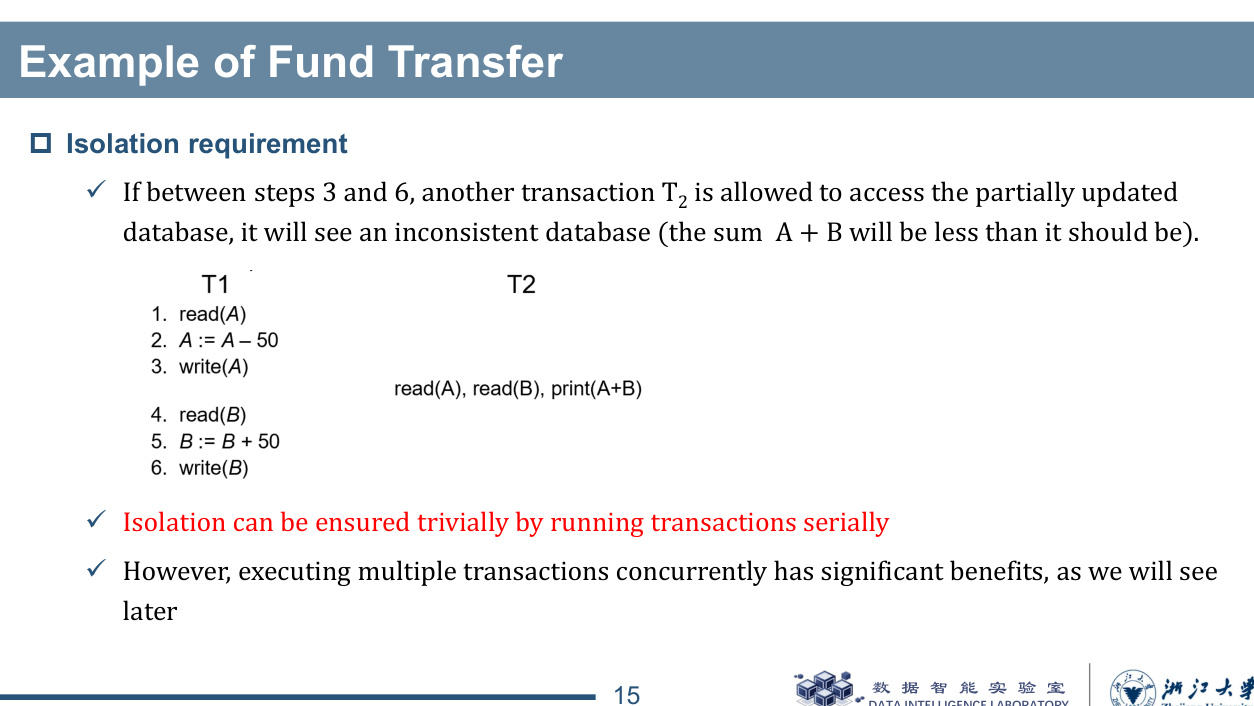 Example of Fund Transfer
Isolation requirement
If between steps 3 and 6, another transaction T2 is allowed to access the partially updated
database, it will see an inconsistent database (the sum A + B will be less than it should be).
T1 T2
1. read(A)
2. A := A – 50
3. write(A)
read(A), read(B), print(A+B)
4. read(B)
5. B := B + 50
6. write(B)
Isolation can be ensured trivially by running transactions serially
However, executing multiple transactions concurrently has significant benefits, as we will see
later
15
数据智能实验室
DATA INTELLIGENCE LABORATORY
浙江大学